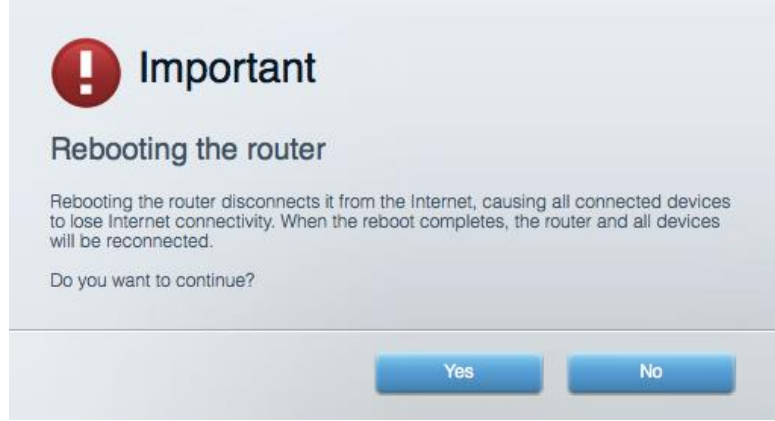 Important
Rebooting the router
Rebooting the router disconnects it from the Internet, causing all connected devices
to lose Internet connectivity. When the reboot completes, the router and all devices
will be reconnected.
Do you want to continue?
Yes
No